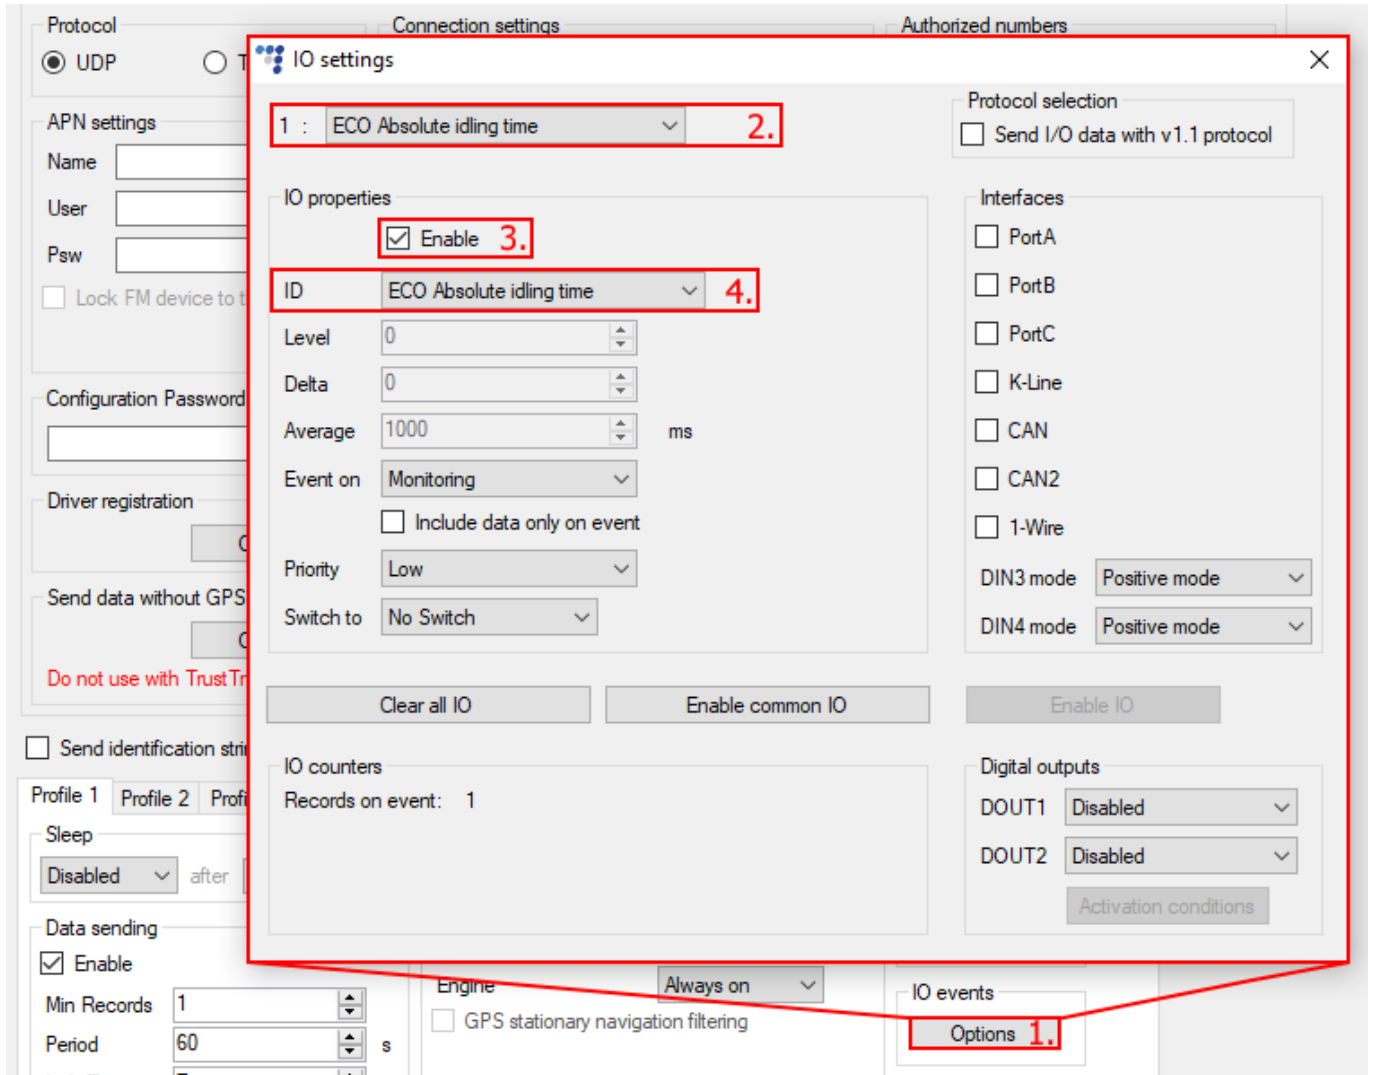 Protocol
Connection settings
Authorized numbers
UDP
T
IO settings
1 :
ECO Absolute idling time
2.
Protocol selection
Send I/O data with v1.1 protocol
APN settings
Name
User
Psw
Lock FM device to t
IO properties
Enable
3.
ID
ECO Absolute idling time
4.
Level
0
Delta
0
Average
1000
ms
Event on
Monitoring
Include data only on event
Priority
Low
Switch to
No Switch
Interfaces
PortA
PortB
PortC
K-Line
CAN
CAN2
1-Wire
DIN3 mode
Positive mode
DIN4 mode
Positive mode
Configuration Password
Driver registration
C
Send data without GPS
C
Do not use with TrustTr
Clear all IO
Enable common IO
Enable IO
Send identification stri
IO counters
Records on event: 1
Digital outputs
DOUT1
Disabled
DOUT2
Disabled
Activation conditions
Profile 1
Profile 2
Profi
Sleep
Disabled
after
Data sending
Enable
Min Records
1
Period
60
s
Engine
Always on
GPS stationary navigation filtering
IO events
Options
1.